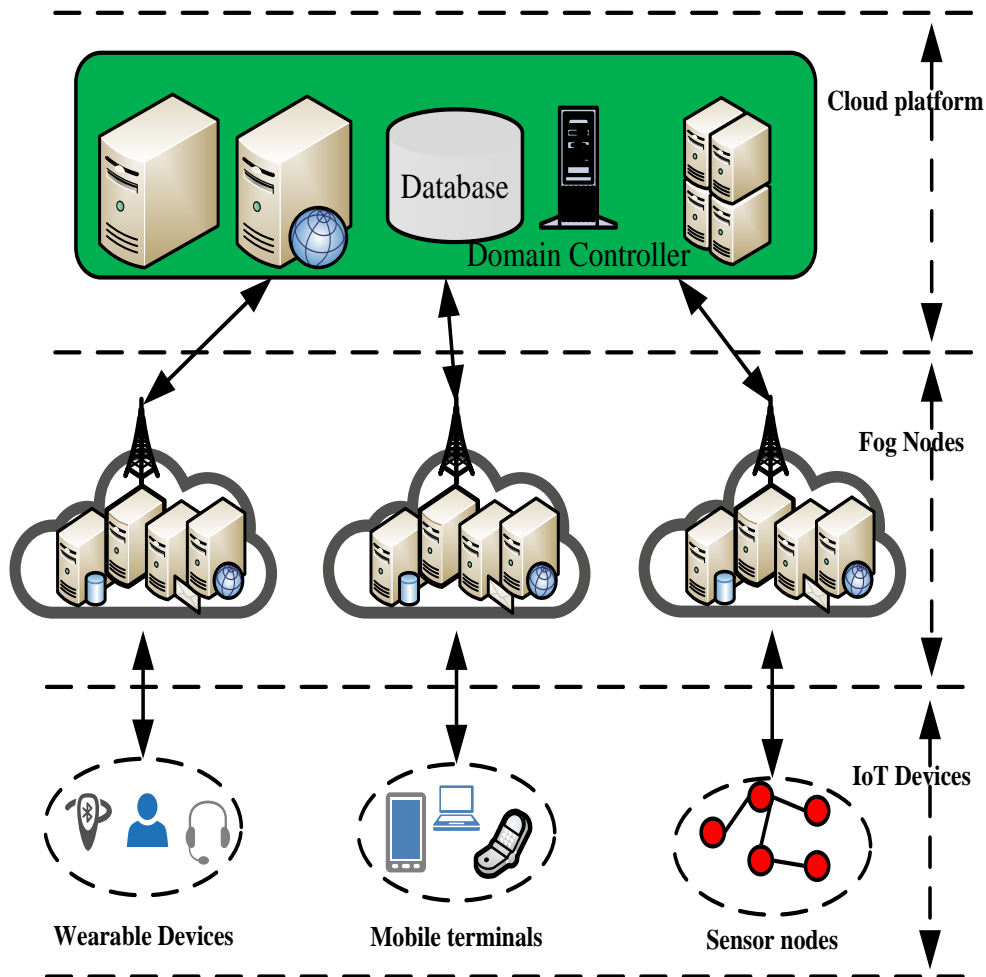 Cloud platform
Database
Domain Controller
Fog Nodes
IoT Devices
Wearable Devices
Mobile terminals
Sensor nodes